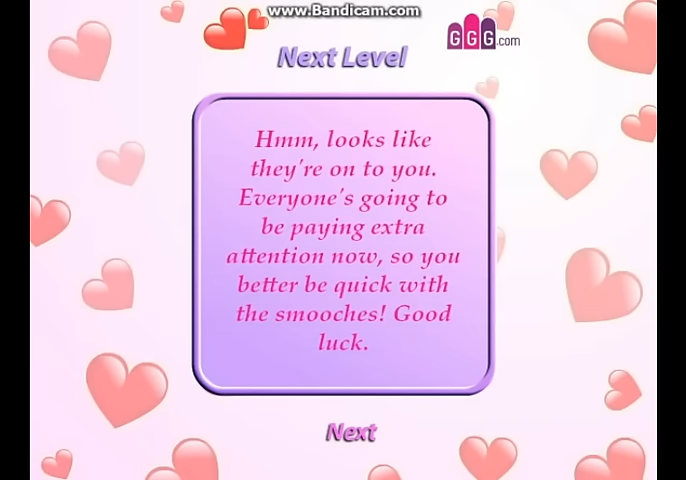 www.Bandicam.com
GGG.com
Next Level
Hmm, looks like
they're on to you.
Everyone's going to
be paying extra
attention now, so you
better be quick with
the smooches! Good
luck.
Next